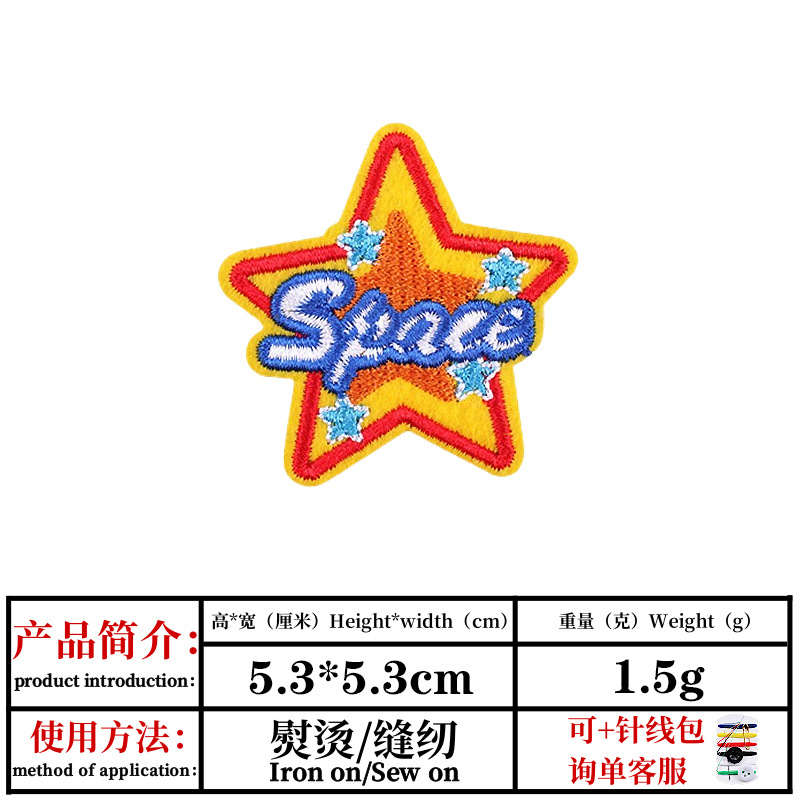 Space
产品简介：
product introduction：
高*宽（厘米）Height*width（cm）
5.3*5.3cm
重量（克）Weight（g）
1.5g
使用方法：
method of application：
熨烫/缝纫
Iron on/Sew on
可+针线包
询单客服